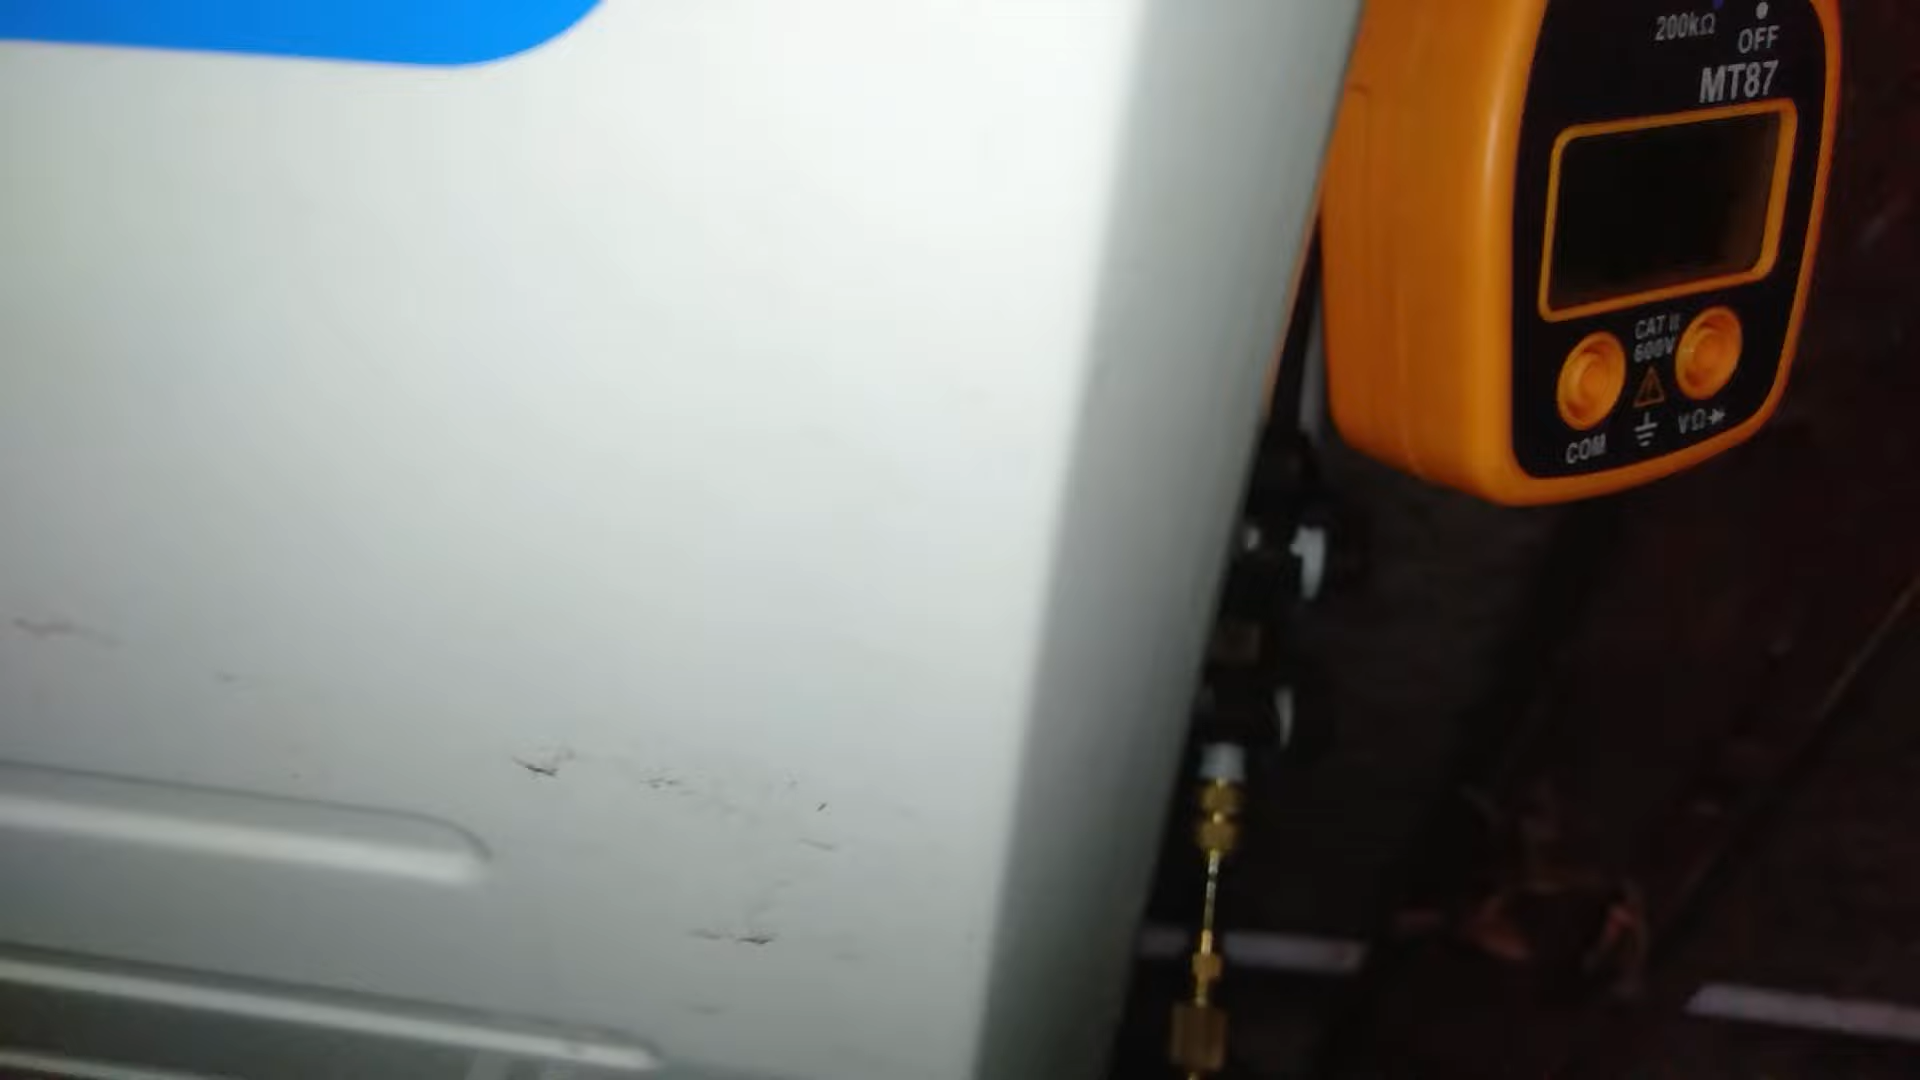 200kΩ
OFF
MT87
CAT II
600V
COM
VΩ